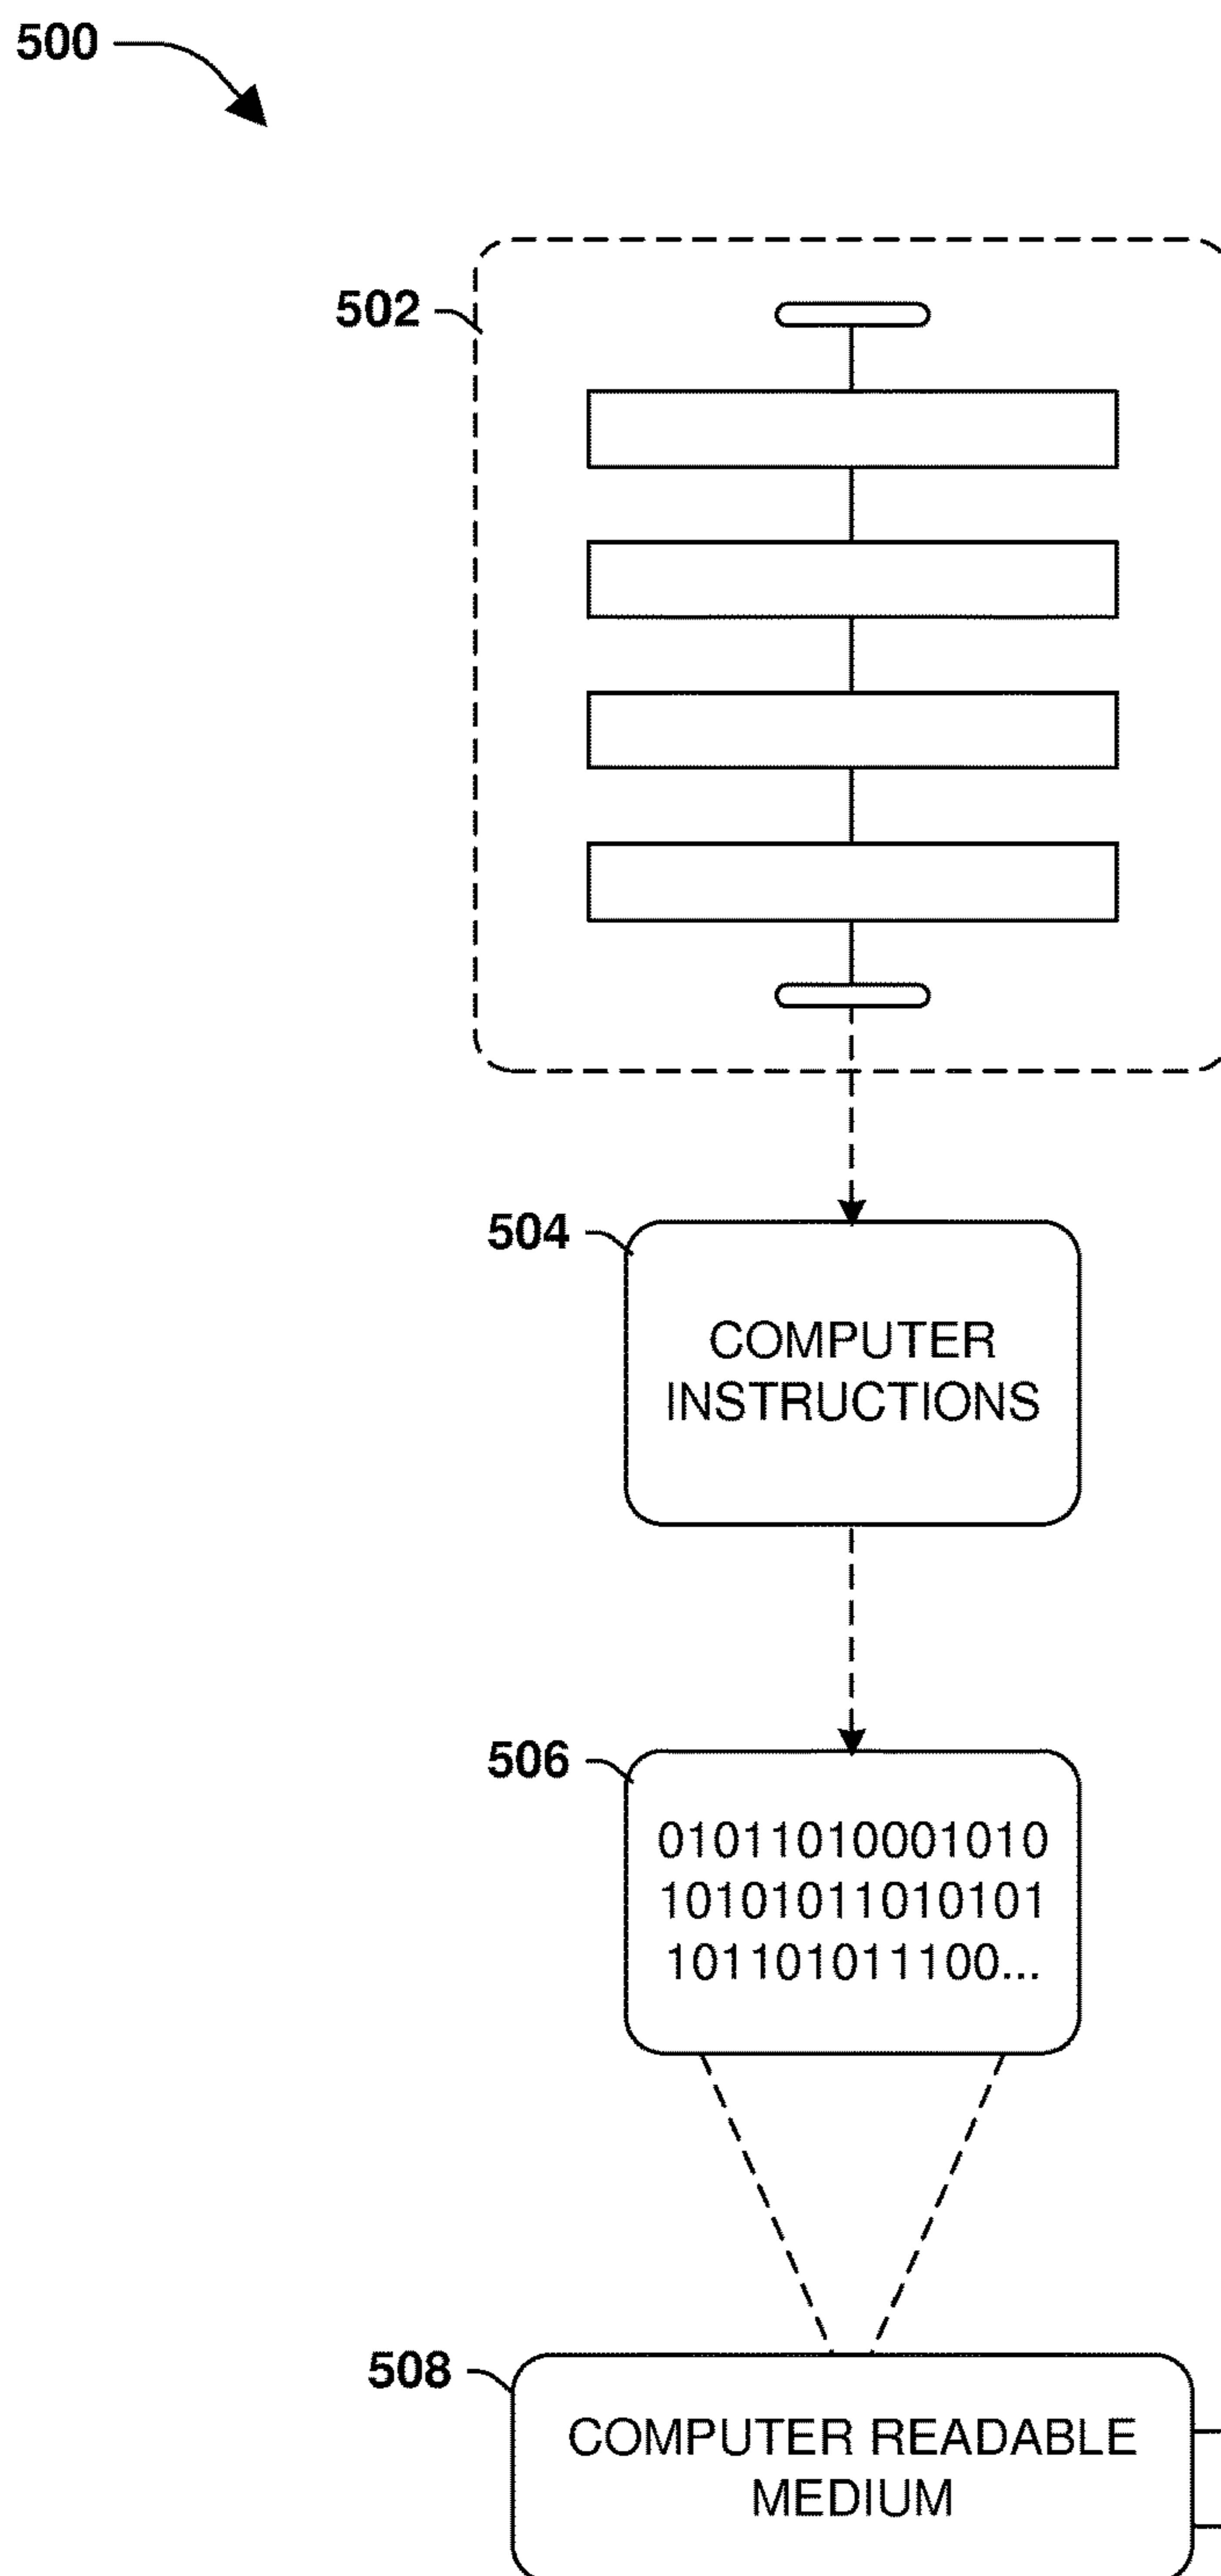 500
502
504
COMPUTER
INSTRUCTIONS
506
01011010001010
10101011010101
101101011100...
508
COMPUTER READABLE
MEDIUM